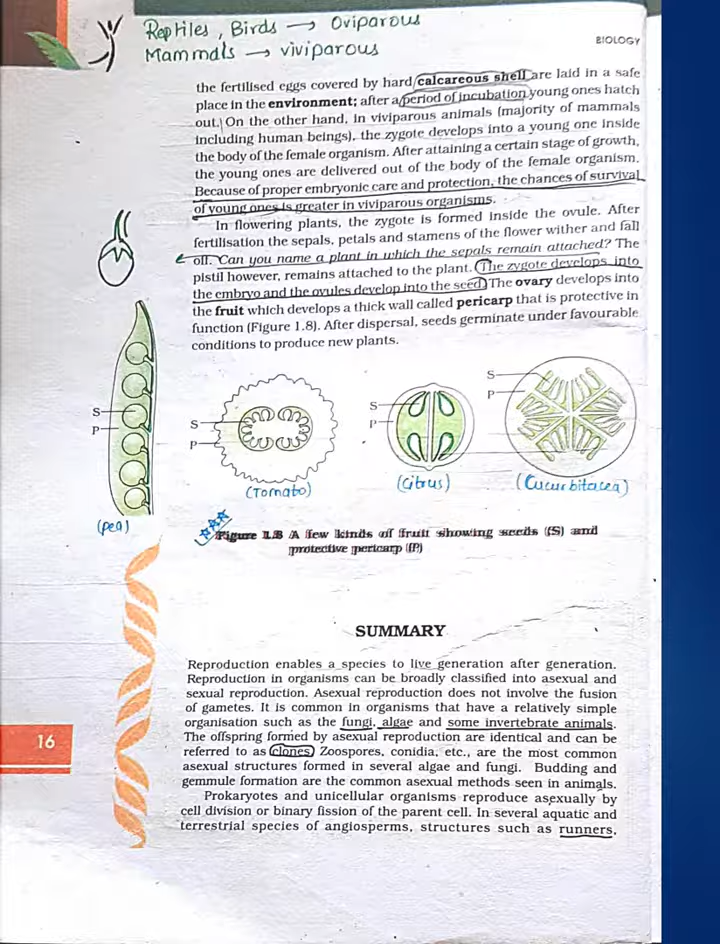 Reptiles, Birds → Oviparous
Mammals → viviparous
BIOLOGY
the fertilised eggs covered by hard calcareous shell are laid in a safe
place in the environment; after a period of incubation young ones hatch
out. On the other hand, in viviparous animals (majority of mammals
including human beings), the zygote develops into a young one inside
the body of the female organism. After attaining a certain stage of growth,
the young ones are delivered out of the body of the female organism.
Because of proper embryonic care and protection, the chances of survival
of young ones is greater in viviparous organisms.
In flowering plants, the zygote is formed inside the ovule. After
fertilisation the sepals, petals and stamens of the flower wither and fall
off. Can you name a plant in which the sepals remain attached? The
pistil however, remains attached to the plant. The zygote develops into
the embryo and the ovules develop into the seed. The ovary develops into
the fruit which develops a thick wall called pericarp that is protective in
function (Figure 1.8). After dispersal, seeds germinate under favourable
conditions to produce new plants.
S
P
S
P
S
P
S
P
(pea)
(Tomato)
(Citrus)
(Cucurbitacea)
Figure 1.8 A few kinds of fruit showing seeds (S) and
protective pericarp (P)
SUMMARY
Reproduction enables a species to live generation after generation.
Reproduction in organisms can be broadly classified into asexual and
sexual reproduction. Asexual reproduction does not involve the fusion
of gametes. It is common in organisms that have a relatively simple
organisation such as the fungi, algae and some invertebrate animals.
The offspring formed by asexual reproduction are identical and can be
referred to as clones. Zoospores, conidia, etc., are the most common
asexual structures formed in several algae and fungi. Budding and
gemmule formation are the common asexual methods seen in animals.
Prokaryotes and unicellular organisms reproduce asexually by
cell division or binary fission of the parent cell. In several aquatic and
terrestrial species of angiosperms, structures such as runners,
16